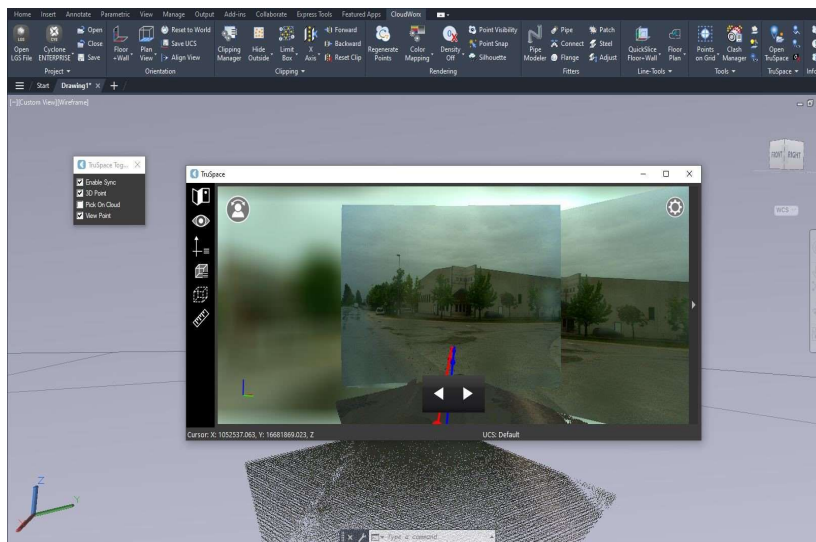 Home Insert Annotate Parametric View Manage Output Add-ins Collaborate Express Tools Featured Apps CloudWorx
Open LGS File
Cyclone ENTERPRISE
Open
Close
Save
Project
Floor +Wall
Plan View
Reset to World
Save UCS
Align View
Orientation
Clipping Manager
Hide Outside
Limit Box
X Axis
Forward
Backward
Reset Clip
Clipping
Regenerate Points
Color Mapping
Density Off
Point Visibility
Point Snap
Silhouette
Rendering
Pipe Modeler
Pipe
Connect
Flange
Patch
Steel
Adjust
Fitters
QuickSlice Floor+Wall
Floor Plan
Line-Tools
Points on Grid
Clash Manager
Tools
Open TruSpace
TruSpace
Info
Start Drawing1*
[−][Custom View][Wireframe]
TruSpace Tog...
Enable Sync
3D Point
Pick On Cloud
View Point
TruSpace
Cursor: X: 1052537.063, Y: 16681869.023, Z
UCS: Default
FRONT RIGHT
WCS
Z
Y
X
Type a command